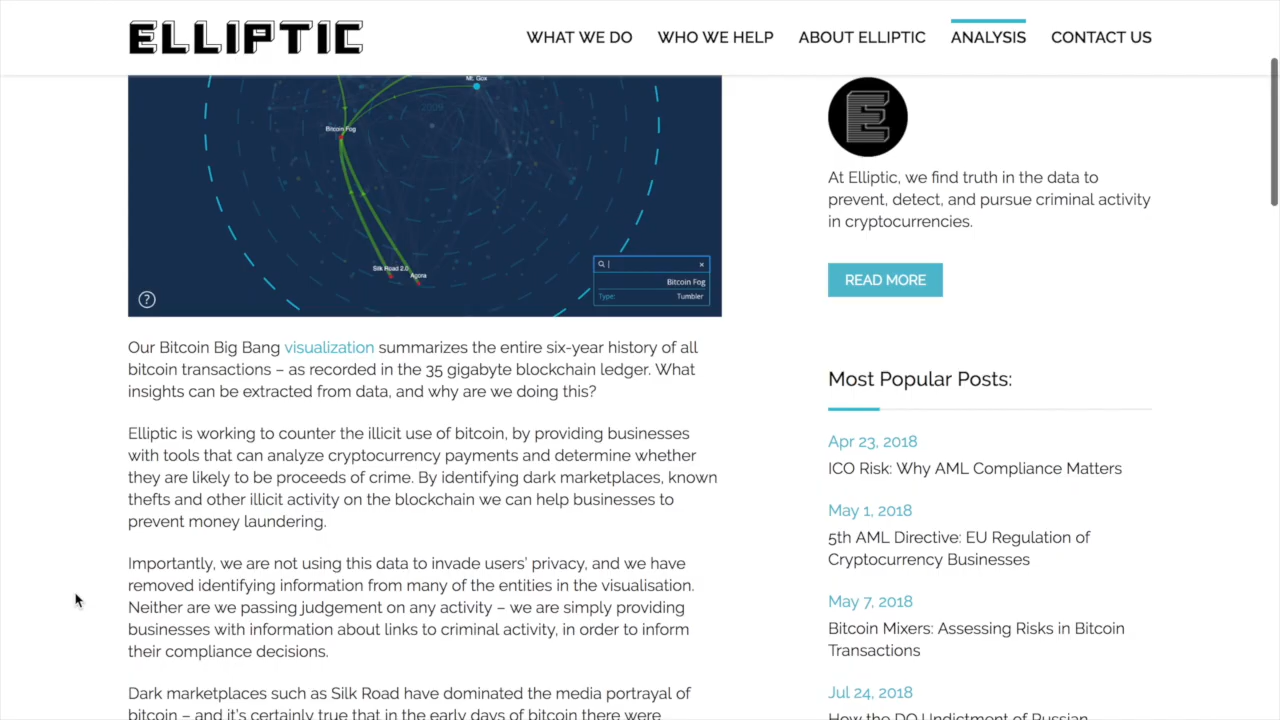 ELLIPTIC
WHAT WE DO
WHO WE HELP
ABOUT ELLIPTIC
ANALYSIS
CONTACT US
Mt. Gox
2009
Bitcoin Fog
Silk Road 2.0
Agora
Bitcoin Fog
Type: Tumbler
?
Our Bitcoin Big Bang visualization summarizes the entire six-year history of all
bitcoin transactions – as recorded in the 35 gigabyte blockchain ledger. What
insights can be extracted from data, and why are we doing this?
Elliptic is working to counter the illicit use of bitcoin, by providing businesses
with tools that can analyze cryptocurrency payments and determine whether
they are likely to be proceeds of crime. By identifying dark marketplaces, known
thefts and other illicit activity on the blockchain we can help businesses to
prevent money laundering.
Importantly, we are not using this data to invade users' privacy, and we have
removed identifying information from many of the entities in the visualisation.
Neither are we passing judgement on any activity – we are simply providing
businesses with information about links to criminal activity, in order to inform
their compliance decisions.
Dark marketplaces such as Silk Road have dominated the media portrayal of
bitcoin – and it's certainly true that in the early days of bitcoin there were
E
At Elliptic, we find truth in the data to
prevent, detect, and pursue criminal activity
in cryptocurrencies.
READ MORE
Most Popular Posts:
Apr 23, 2018
ICO Risk: Why AML Compliance Matters
May 1, 2018
5th AML Directive: EU Regulation of
Cryptocurrency Businesses
May 7, 2018
Bitcoin Mixers: Assessing Risks in Bitcoin
Transactions
Jul 24, 2018
How the DOJ Indictment of Russian